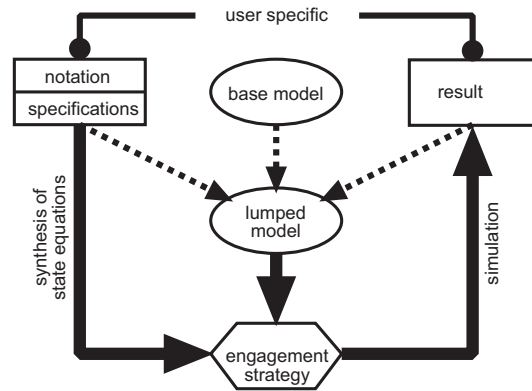 user specific
notation
specifications
base model
result
lumped
model
synthesis of
state equations
simulation
engagement
strategy